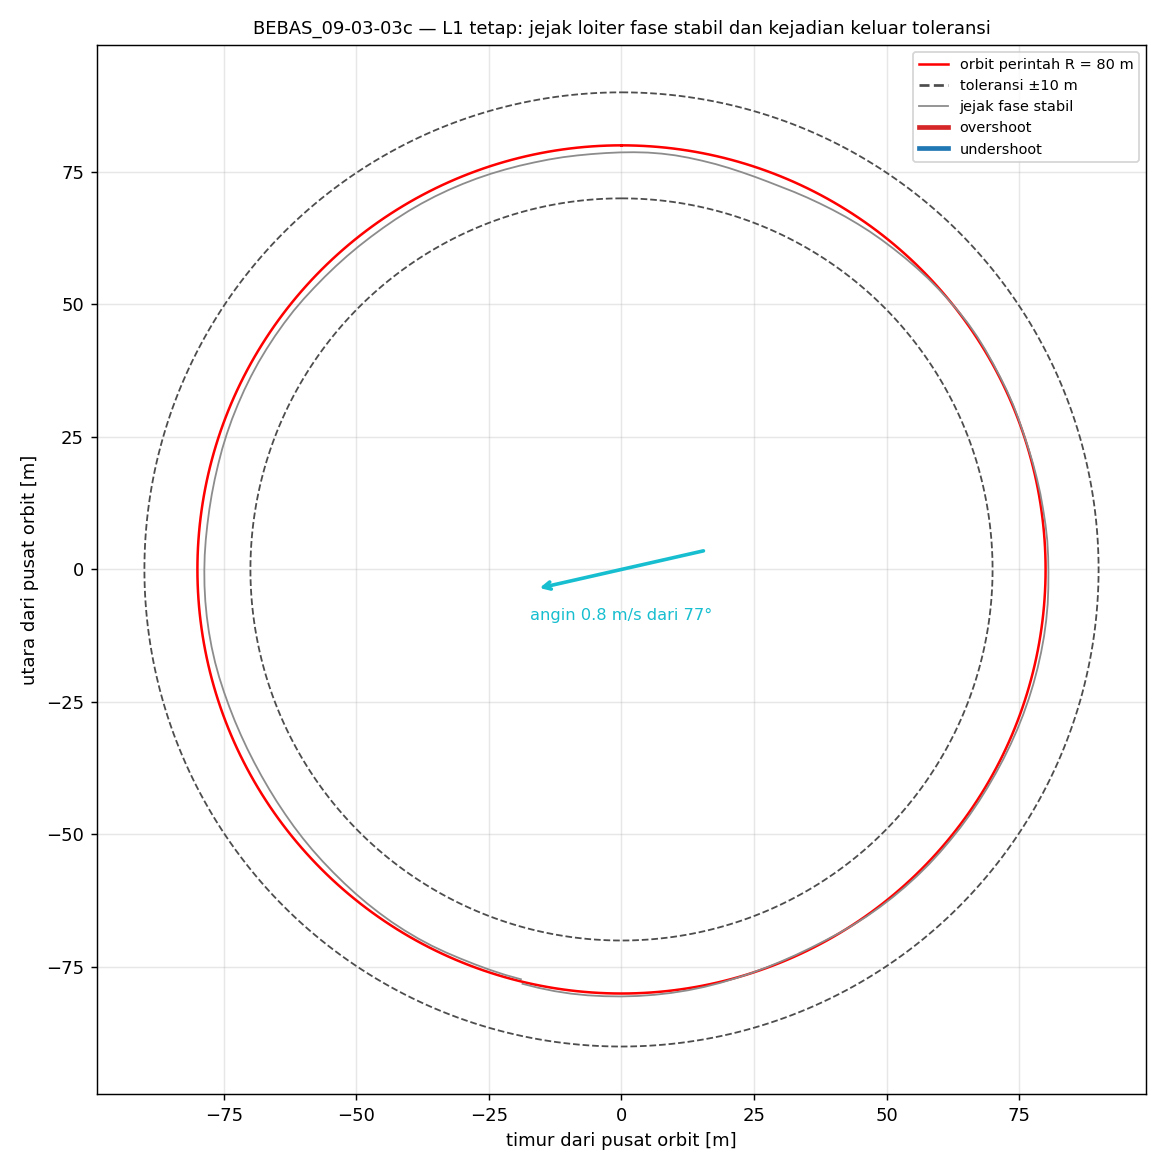 BEBAS_09-03-03c — L1 tetap: jejak loiter fase stabil dan kejadian keluar toleransi
orbit perintah R = 80 m
toleransi ±10 m
jejak fase stabil
overshoot
undershoot
75
50
25
0
−25
−50
−75
utara dari pusat orbit [m]
angin 0.8 m/s dari 77°
−75
−50
−25
0
25
50
75
timur dari pusat orbit [m]